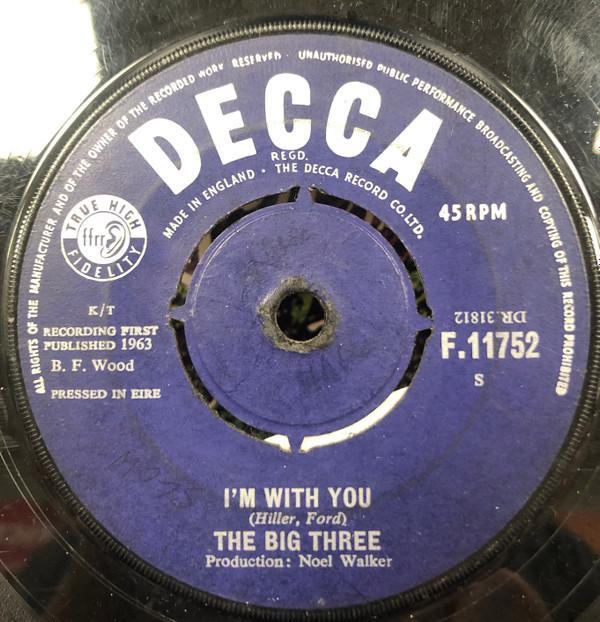 ALL RIGHTS OF THE MANUFACTURER AND OF THE OWNER OF THE RECORDED WORK RESERVED · UNAUTHORISED PUBLIC PERFORMANCE BROADCASTING AND COPYING OF THIS RECORD PROHIBITED
DECCA
REGD.
MADE IN ENGLAND · THE DECCA RECORD CO. LTD.
45 RPM
TRUE HIGH
ffrr
FIDELITY
K/T
RECORDING FIRST
PUBLISHED 1963
B. F. Wood
PRESSED IN EIRE
DR.31812
F.11752
S
I'M WITH YOU
(Hiller, Ford)
THE BIG THREE
Production: Noel Walker